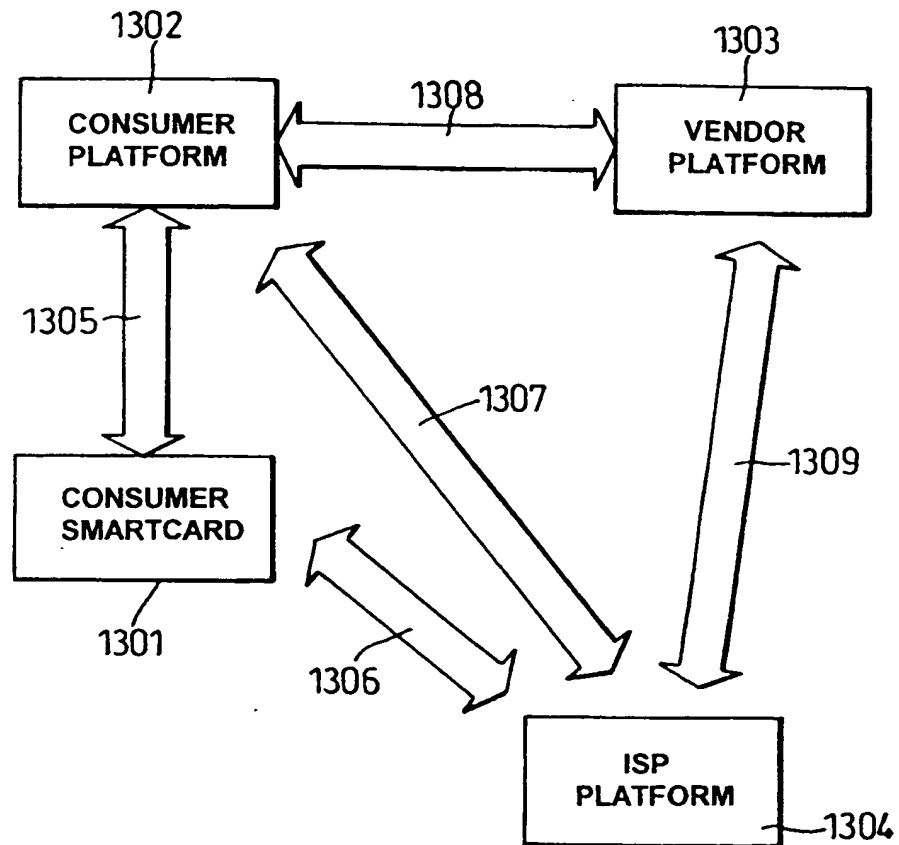 1302
1303
1308
CONSUMER
PLATFORM
VENDOR
PLATFORM
1305
1307
1309
CONSUMER
SMARTCARD
1301
1306
ISP
PLATFORM
1304